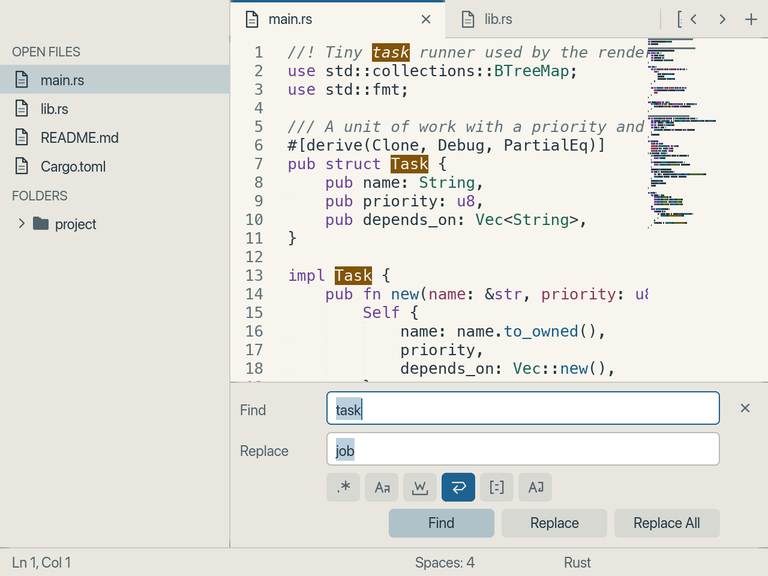 main.rs
lib.rs
OPEN FILES
main.rs
lib.rs
README.md
Cargo.toml
FOLDERS
project
1 //! Tiny task runner used by the rende
2 use std::collections::BTreeMap;
3 use std::fmt;
4
5 /// A unit of work with a priority and
6 #[derive(Clone, Debug, PartialEq)]
7 pub struct Task {
8 pub name: String,
9 pub priority: u8,
10 pub depends_on: Vec<String>,
11 }
12
13 impl Task {
14 pub fn new(name: &str, priority: u8
15 Self {
16 name: name.to_owned(),
17 priority,
18 depends_on: Vec::new(),
Find task
Replace job
.* Aa W [-] AJ
Find Replace Replace All
Ln 1, Col 1 Spaces: 4 Rust